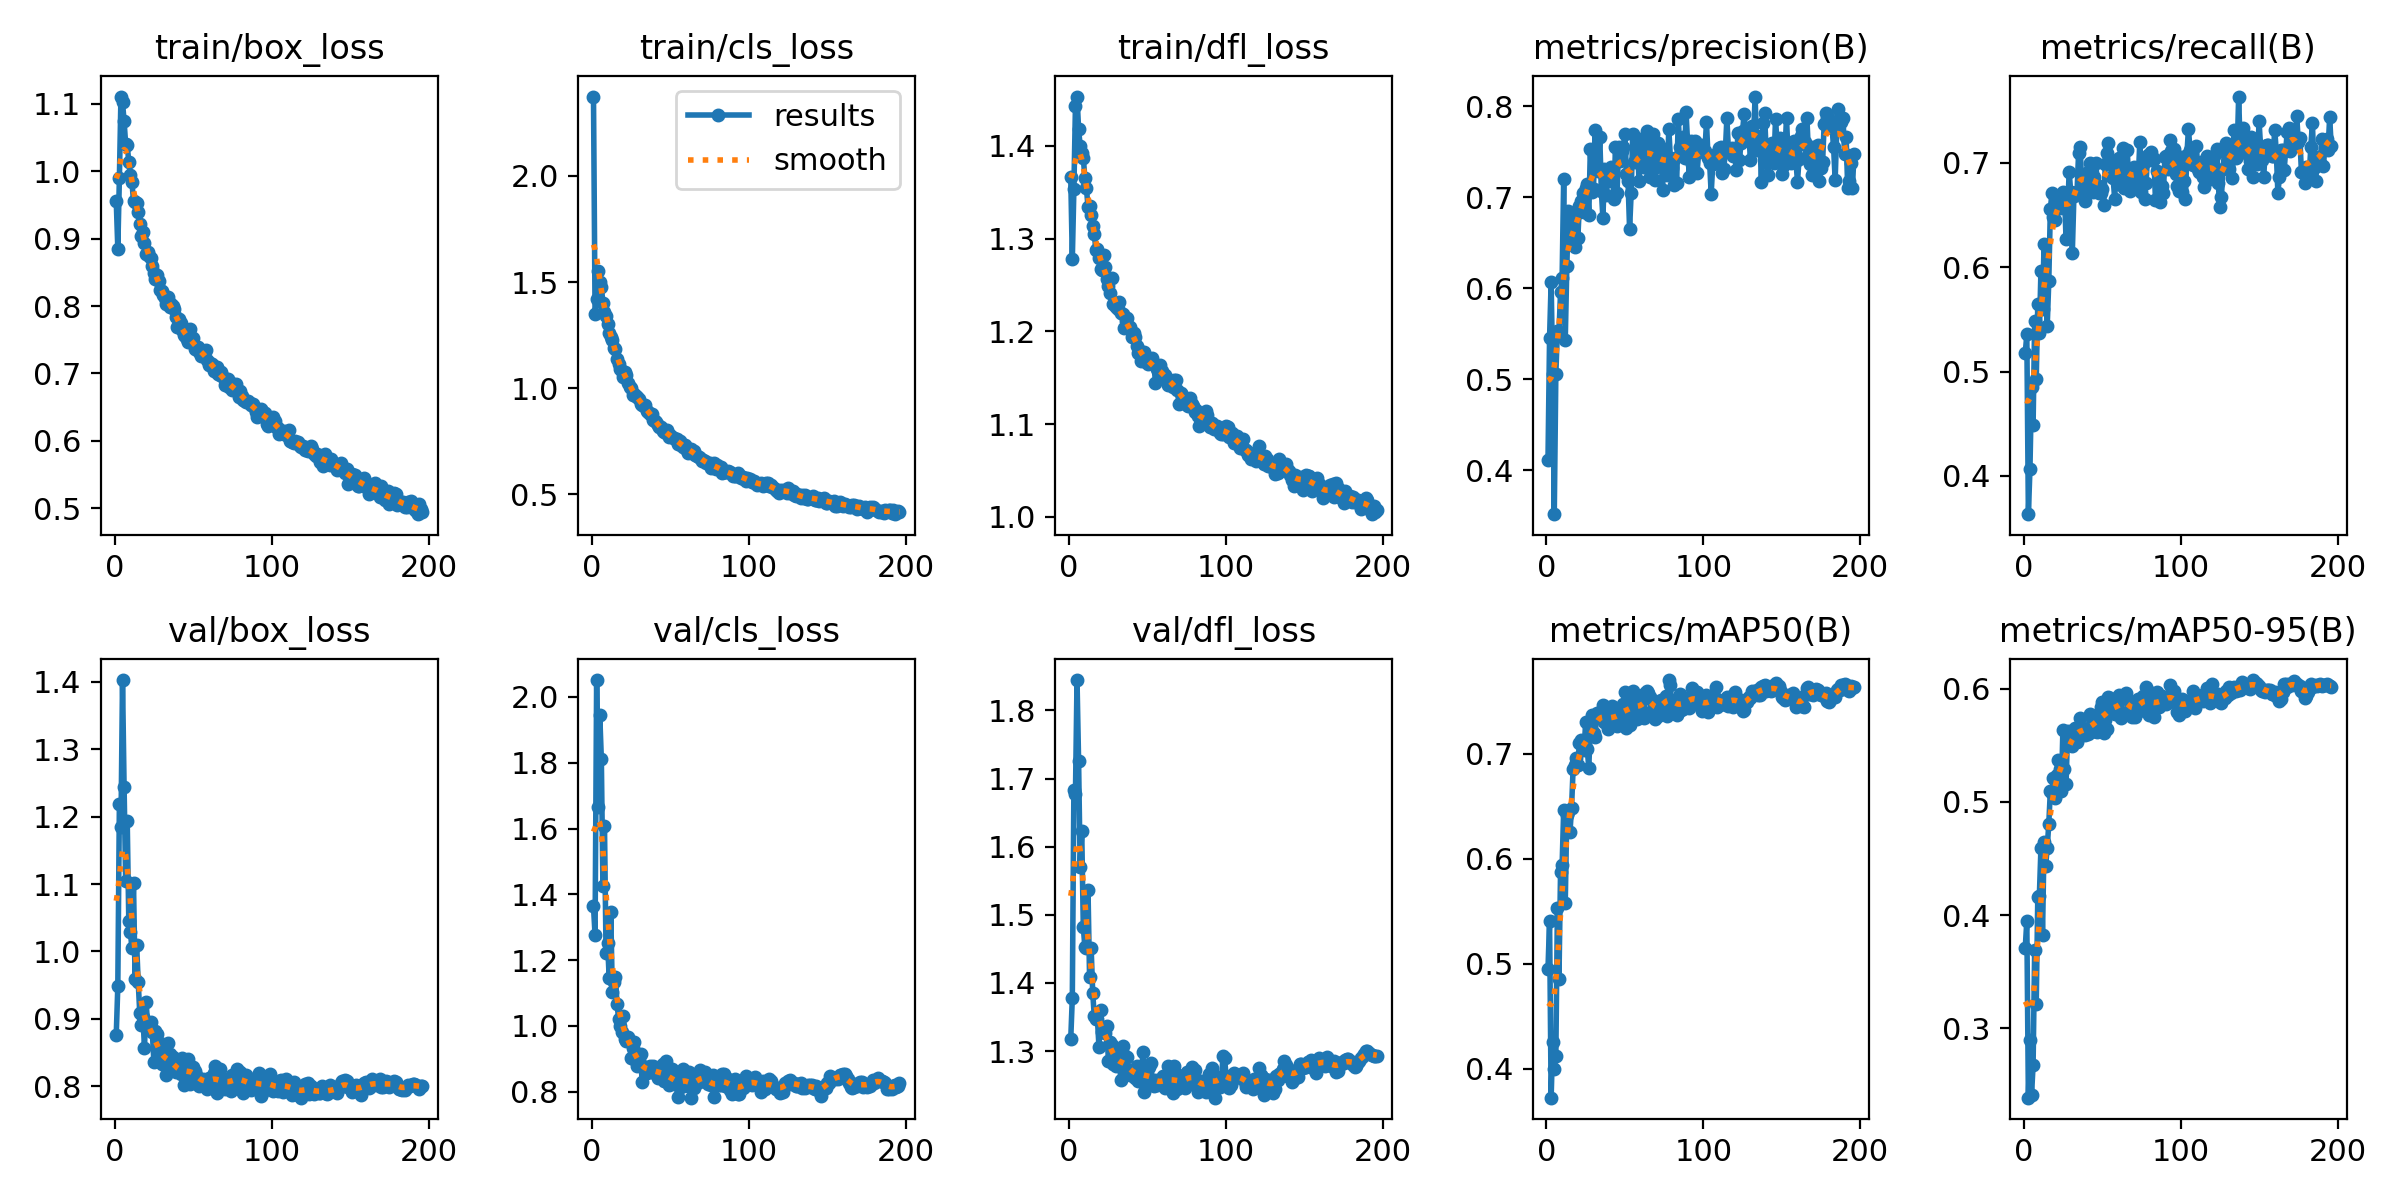 train/box_loss
train/cls_loss
train/dfl_loss
metrics/precision(B)
metrics/recall(B)
results
smooth
1.1
1.0
0.9
0.8
0.7
0.6
0.5
0 100 200
2.0
1.5
1.0
0.5
0 100 200
1.4
1.3
1.2
1.1
1.0
0 100 200
0.8
0.7
0.6
0.5
0.4
0 100 200
0.7
0.6
0.5
0.4
0 100 200
val/box_loss
val/cls_loss
val/dfl_loss
metrics/mAP50(B)
metrics/mAP50-95(B)
1.4
1.3
1.2
1.1
1.0
0.9
0.8
0 100 200
2.0
1.8
1.6
1.4
1.2
1.0
0.8
0 100 200
1.8
1.7
1.6
1.5
1.4
1.3
0 100 200
0.7
0.6
0.5
0.4
0 100 200
0.6
0.5
0.4
0.3
0 100 200